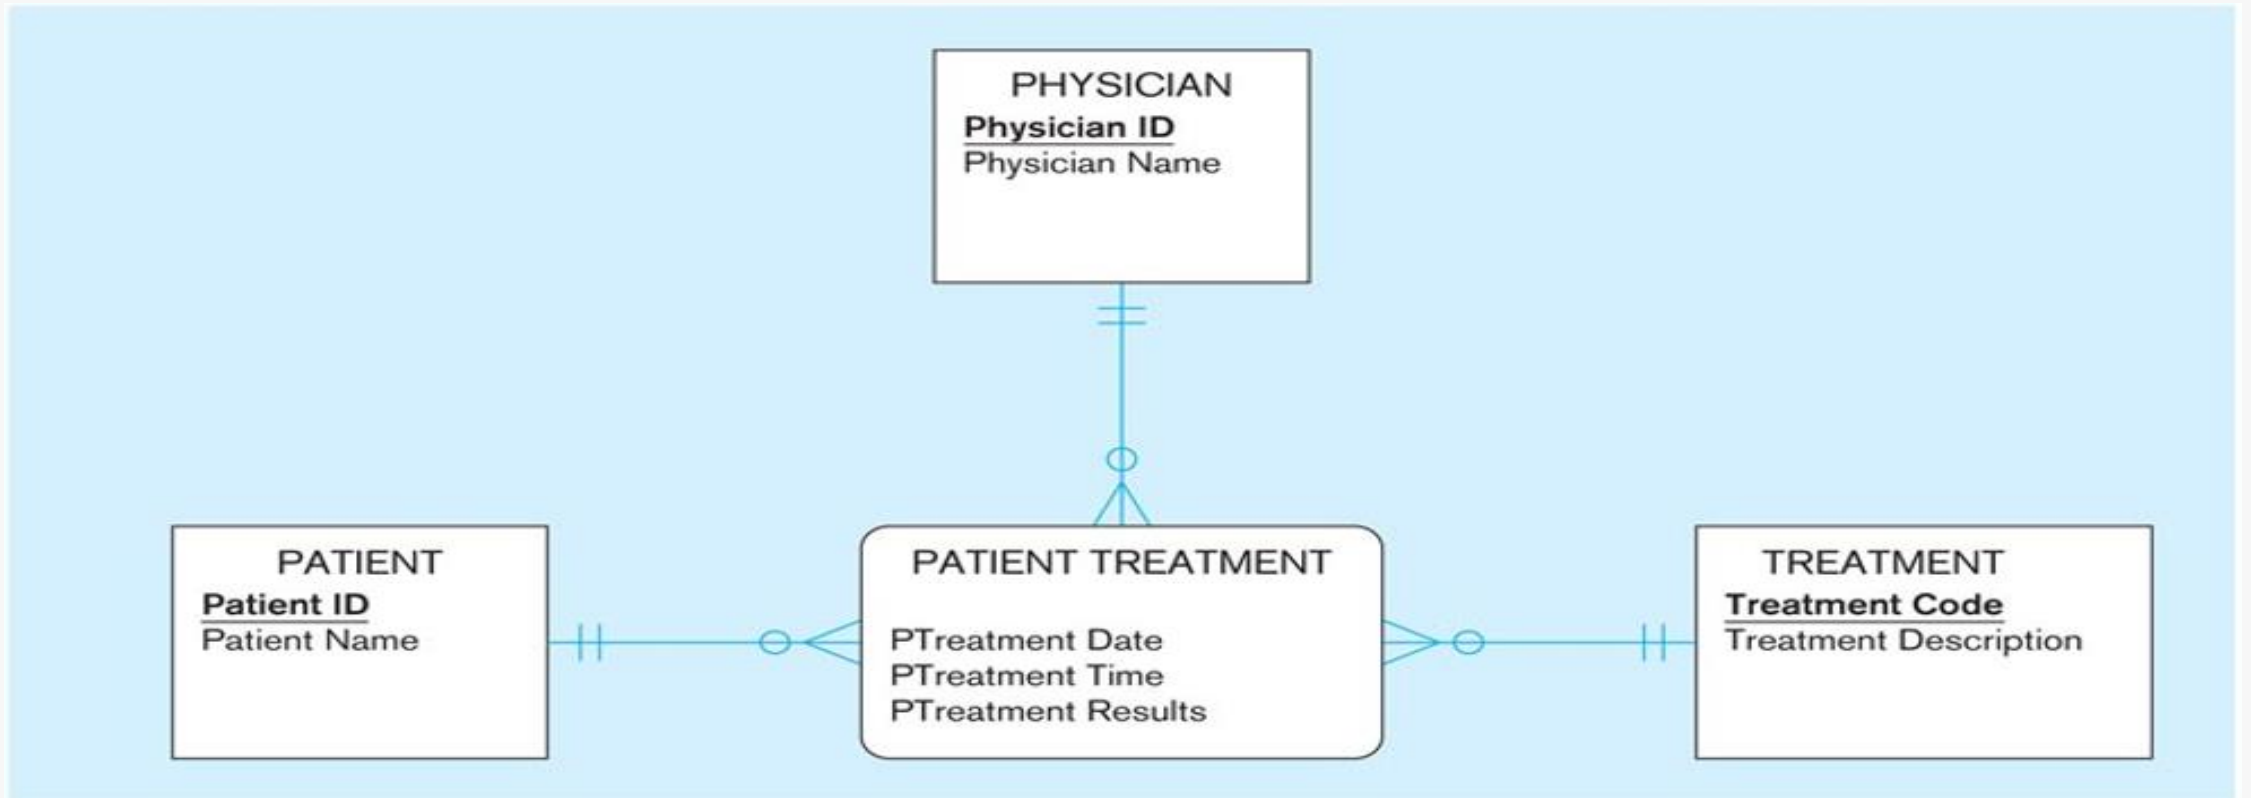 PHYSICIAN
Physician ID
Physician Name
PATIENT
Patient ID
Patient Name
PATIENT TREATMENT
PTreatment Date
PTreatment Time
PTreatment Results
TREATMENT
Treatment Code
Treatment Description